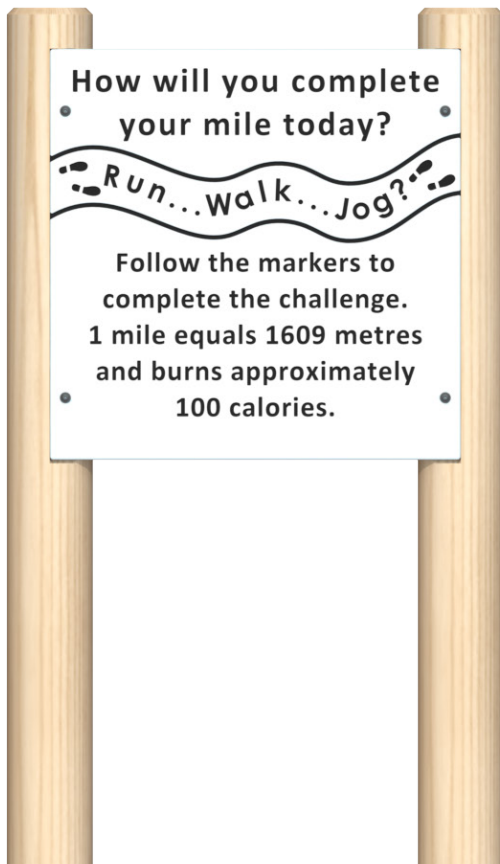 How will you complete
your mile today?
Run...Walk...Jog?
Follow the markers to
complete the challenge.
1 mile equals 1609 metres
and burns approximately
100 calories.